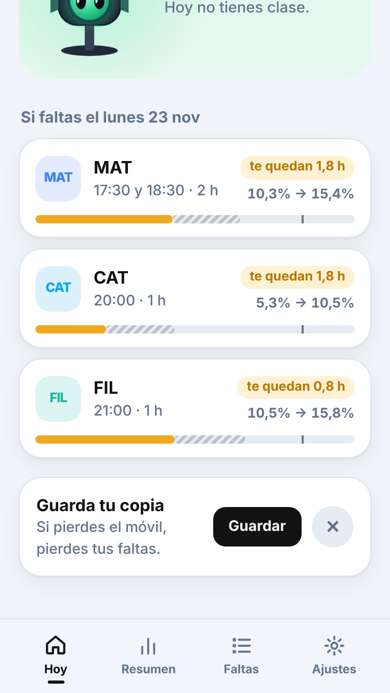 Hoy no tienes clase.
Si faltas el lunes 23 nov
MAT
MAT
te quedan 1,8 h
17:30 y 18:30 · 2 h
10,3% → 15,4%
CAT
CAT
te quedan 1,8 h
20:00 · 1 h
5,3% → 10,5%
FIL
FIL
te quedan 0,8 h
21:00 · 1 h
10,5% → 15,8%
Guarda tu copia
Si pierdes el móvil,
pierdes tus faltas.
Guardar
Hoy
Resumen
Faltas
Ajustes